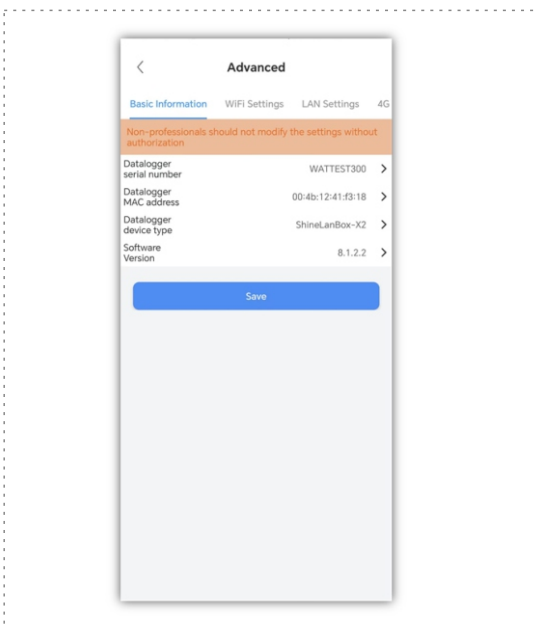 Advanced
Basic Information WiFi Settings LAN Settings 4G
Non-professionals should not modify the settings without
authorization
Datalogger
serial number
WATTEST300
Datalogger
MAC address
00:4b:12:41:f3:18
Datalogger
device type
ShineLanBox-X2
Software
Version
8.1.2.2
Save